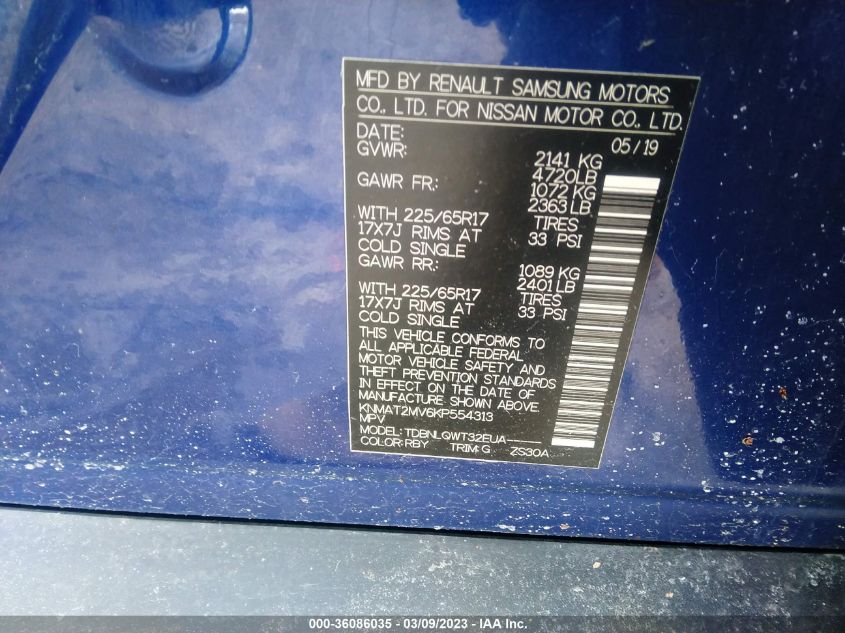 MFD BY RENAULT SAMSUNG MOTORS
CO., LTD. FOR NISSAN MOTOR CO., LTD.
DATE: 05/19
GVWR: 2141 KG
4720LB
GAWR FR: 1072 KG
2363 LB
WITH 225/65R17 TIRES
17X7J RIMS AT 33 PSI
COLD SINGLE
GAWR RR: 1089 KG
2401 LB
WITH 225/65R17 TIRES
17X7J RIMS AT 33 PSI
COLD SINGLE
THIS VEHICLE CONFORMS TO
ALL APPLICABLE FEDERAL
MOTOR VEHICLE SAFETY AND
THEFT PREVENTION STANDARDS
IN EFFECT ON THE DATE OF
MANUFACTURE SHOWN ABOVE.
KNMAT2MV6KP554313
MPV
MODEL: TDBNLQWT32EUA-----
COLOR: RBY TRIM: G ZS30A
000-36086035 - 03/09/2023 - IAA Inc.